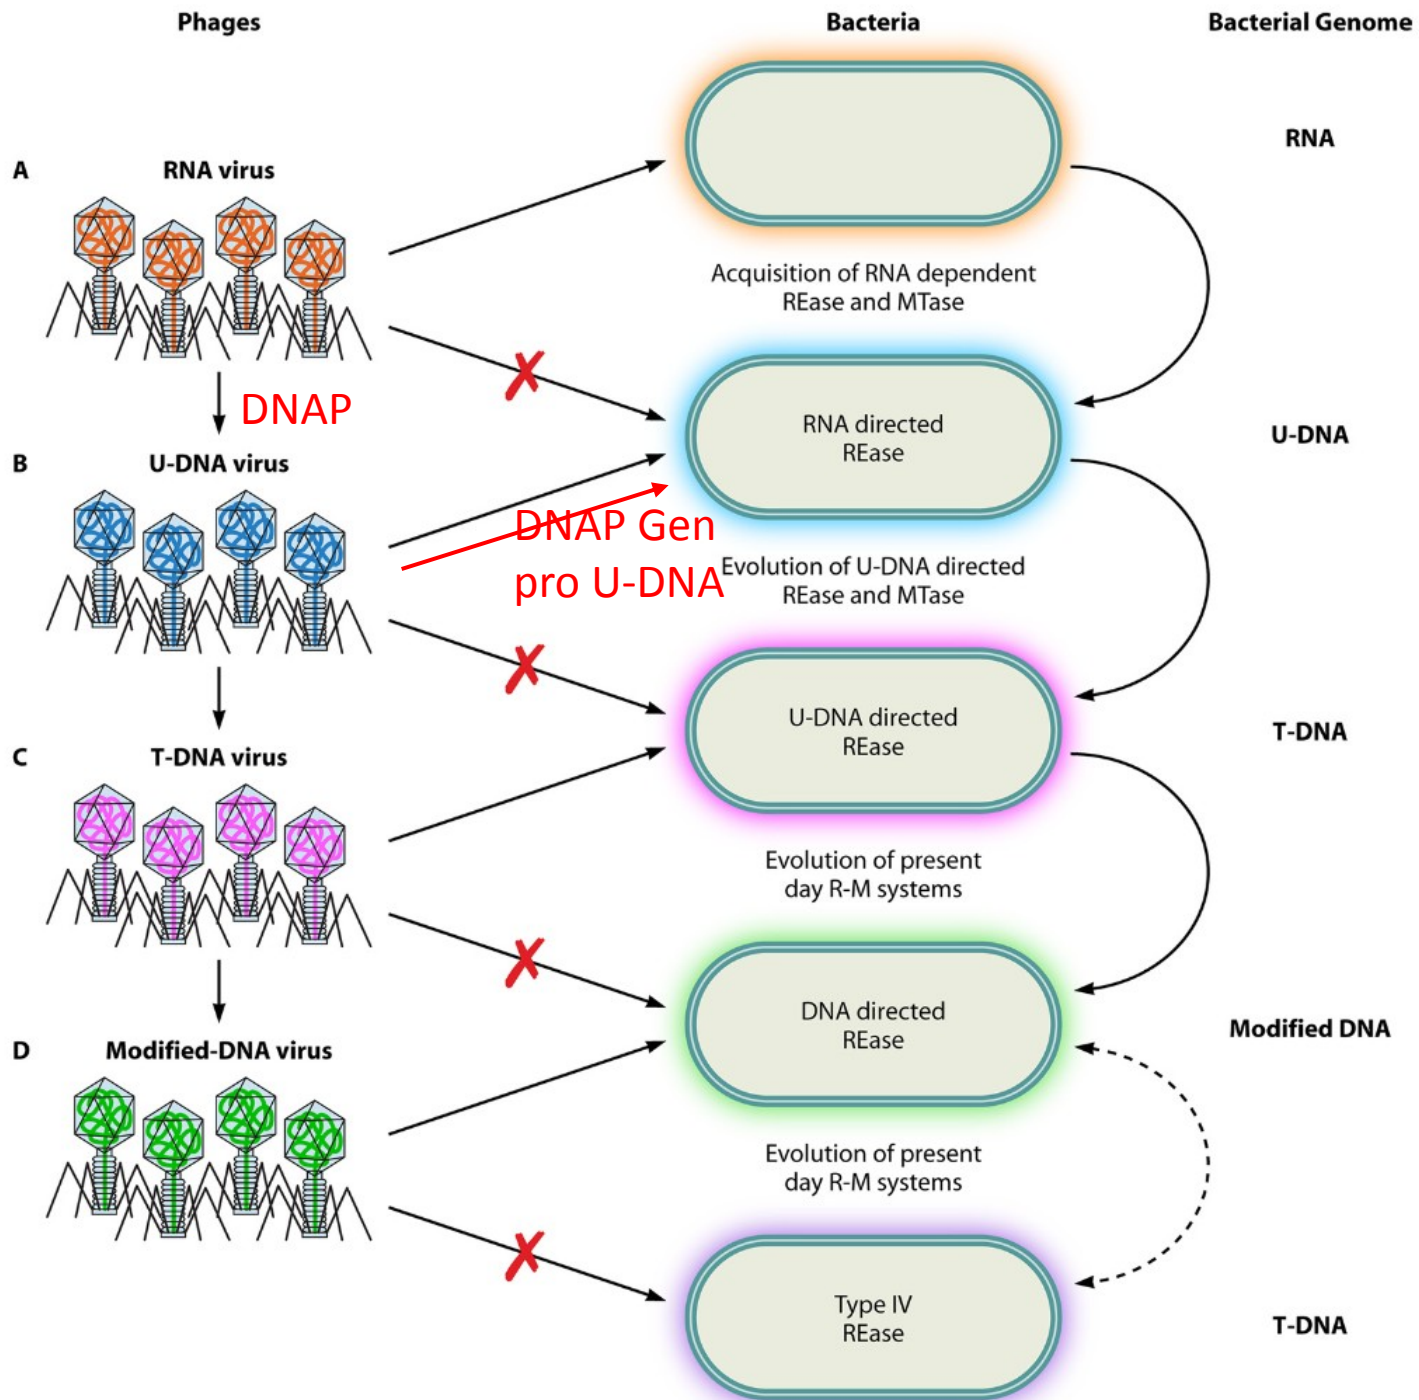 Phages
Bacteria
Bacterial Genome
RNA
A
RNA virus
Acquisition of RNA dependent
REase and MTase
DNAP
RNA directed
REase
U-DNA
B
U-DNA virus
DNAP Gen
pro U-DNA
Evolution of U-DNA directed
REase and MTase
U-DNA directed
REase
T-DNA
C
T-DNA virus
Evolution of present
day R-M systems
DNA directed
REase
Modified DNA
D
Modified-DNA virus
Evolution of present
day R-M systems
Type IV
REase
T-DNA